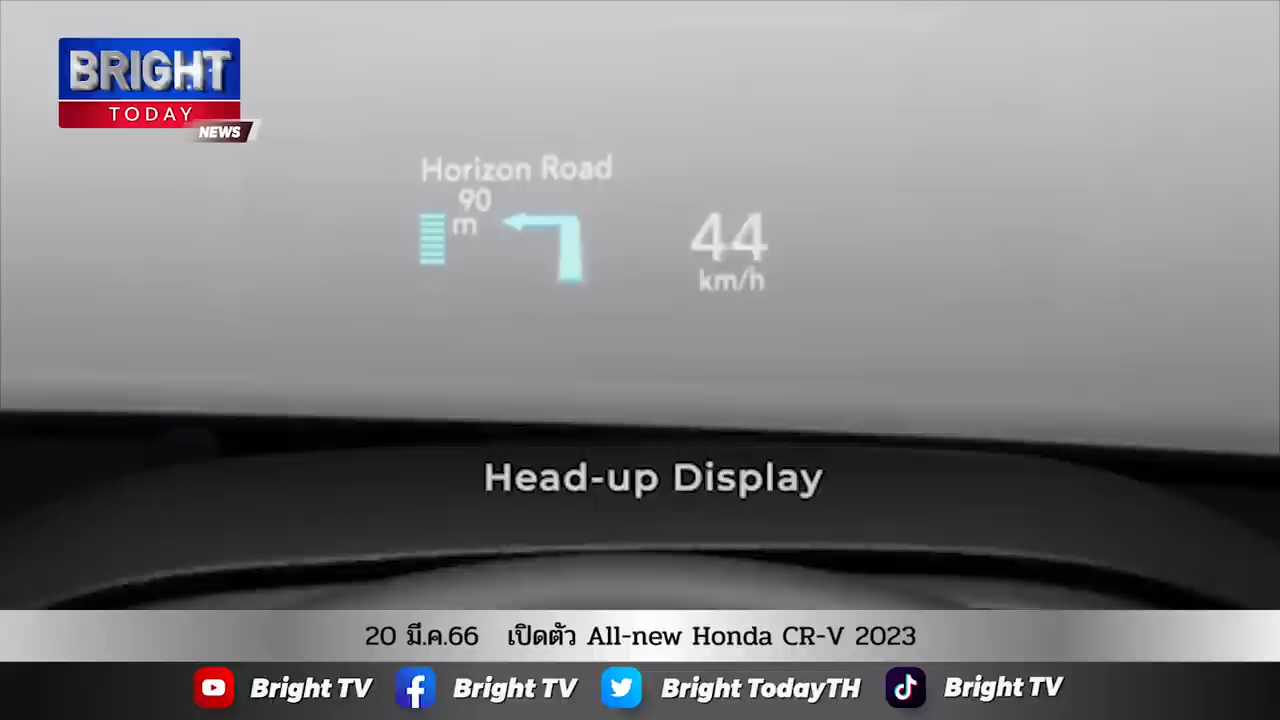 BRIGHT
TODAY
NEWS
Horizon Road
90
m
44
km/h
Head-up Display
20 มี.ค.66 เปิดตัว All-new Honda CR-V 2023
Bright TV
Bright TV
Bright TodayTH
Bright TV